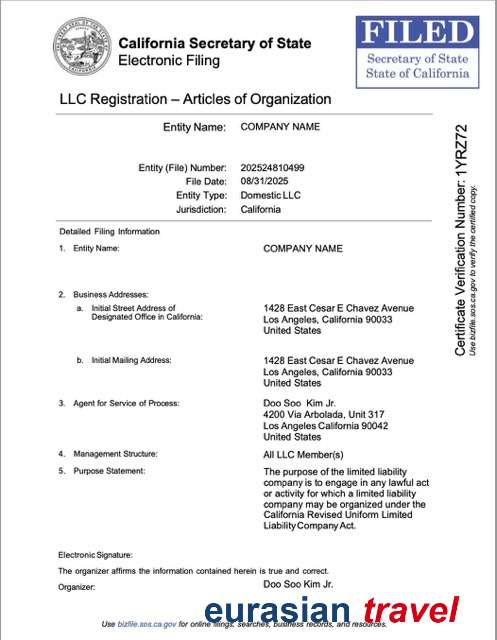 California Secretary of State
Electronic Filing
FILED
Secretary of State
State of California
LLC Registration – Articles of Organization
Entity Name: COMPANY NAME
Entity (File) Number: 202524810499
File Date: 08/31/2025
Entity Type: Domestic LLC
Jurisdiction: California
Detailed Filing Information
1. Entity Name: COMPANY NAME
2. Business Addresses:
a. Initial Street Address of
Designated Office in California:
1428 East Cesar E Chavez Avenue
Los Angeles, California 90033
United States
b. Initial Mailing Address:
1428 East Cesar E Chavez Avenue
Los Angeles, California 90033
United States
3. Agent for Service of Process:
Doo Soo Kim Jr.
4200 Via Arbolada, Unit 317
Los Angeles California 90042
United States
4. Management Structure: All LLC Member(s)
5. Purpose Statement:
The purpose of the limited liability
company is to engage in any lawful act
or activity for which a limited liability
company may be organized under the
California Revised Uniform Limited
Liability Company Act.
Electronic Signature:
The organizer affirms the information contained herein is true and correct.
Organizer: Doo Soo Kim Jr.
Use bizfile.sos.ca.gov for online filings, searches, business records, and resources.
eurasian travel
Certificate Verification Number: 1YRZ72
Use bizfile.sos.ca.gov to verify the certified copy.